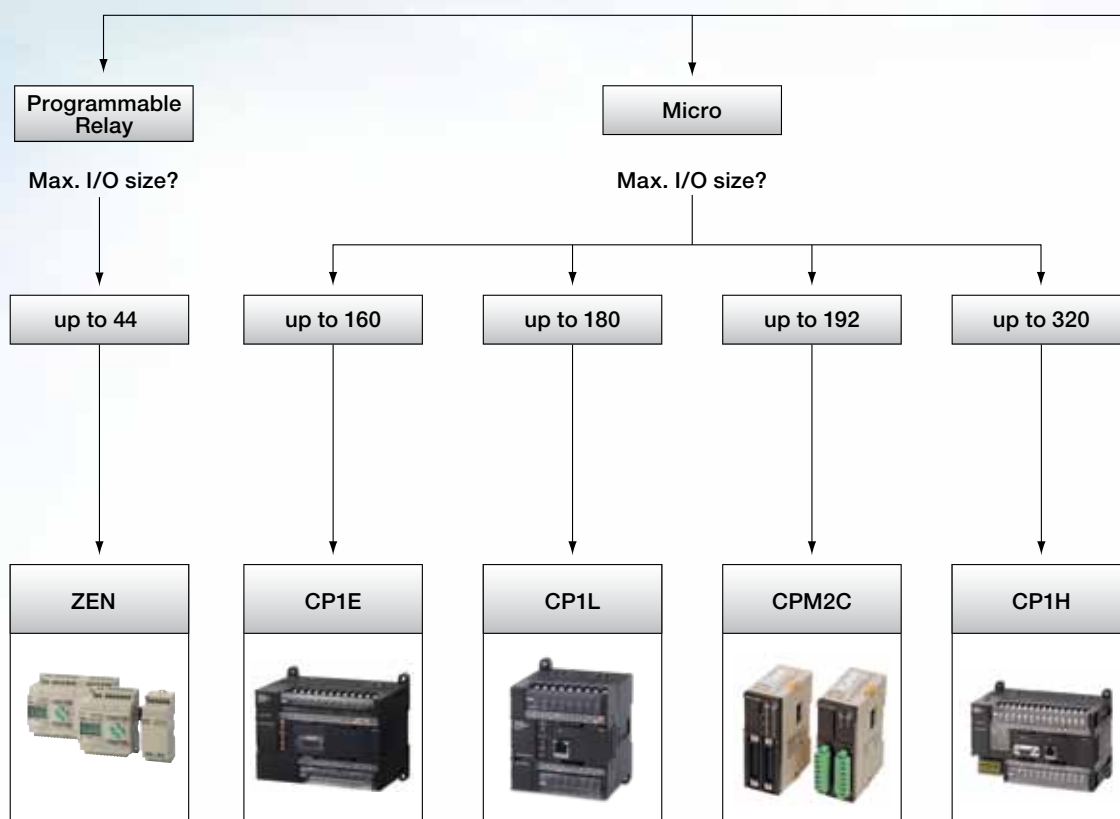 Programmable
Relay
Micro
Max. I/O size?
Max. I/O size?
up to 44
up to 160
up to 180
up to 192
up to 320
ZEN
CP1E
CP1L
CPM2C
CP1H